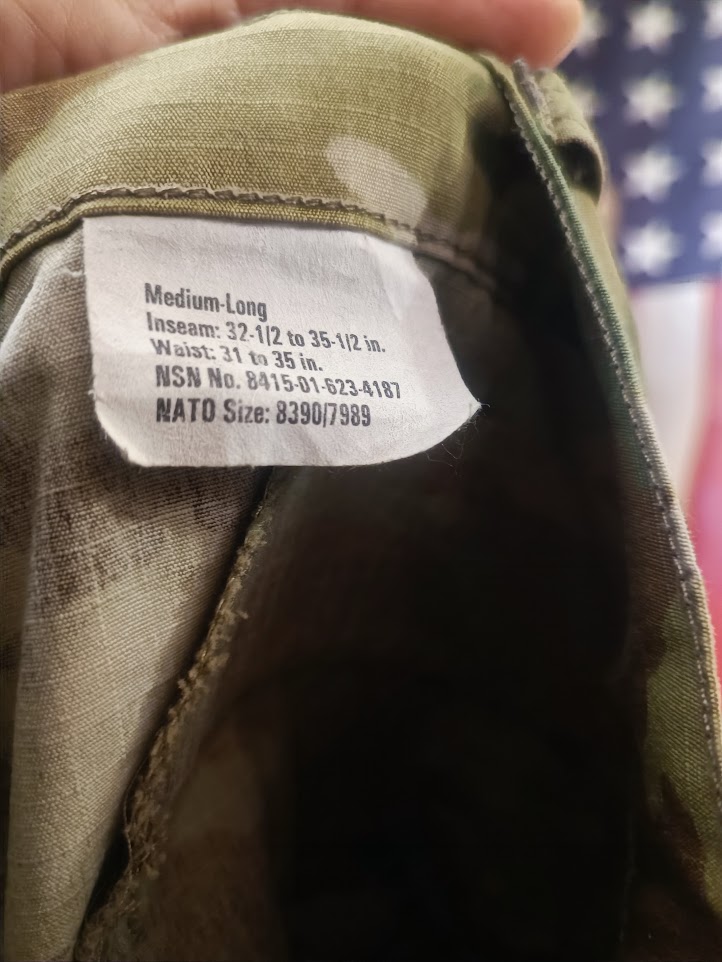 Medium-Long
Inseam: 32-1/2 to 35-1/2 in.
Waist: 31 to 35 in.
NSN No. 8415-01-623-4187
NATO Size: 8390/7989